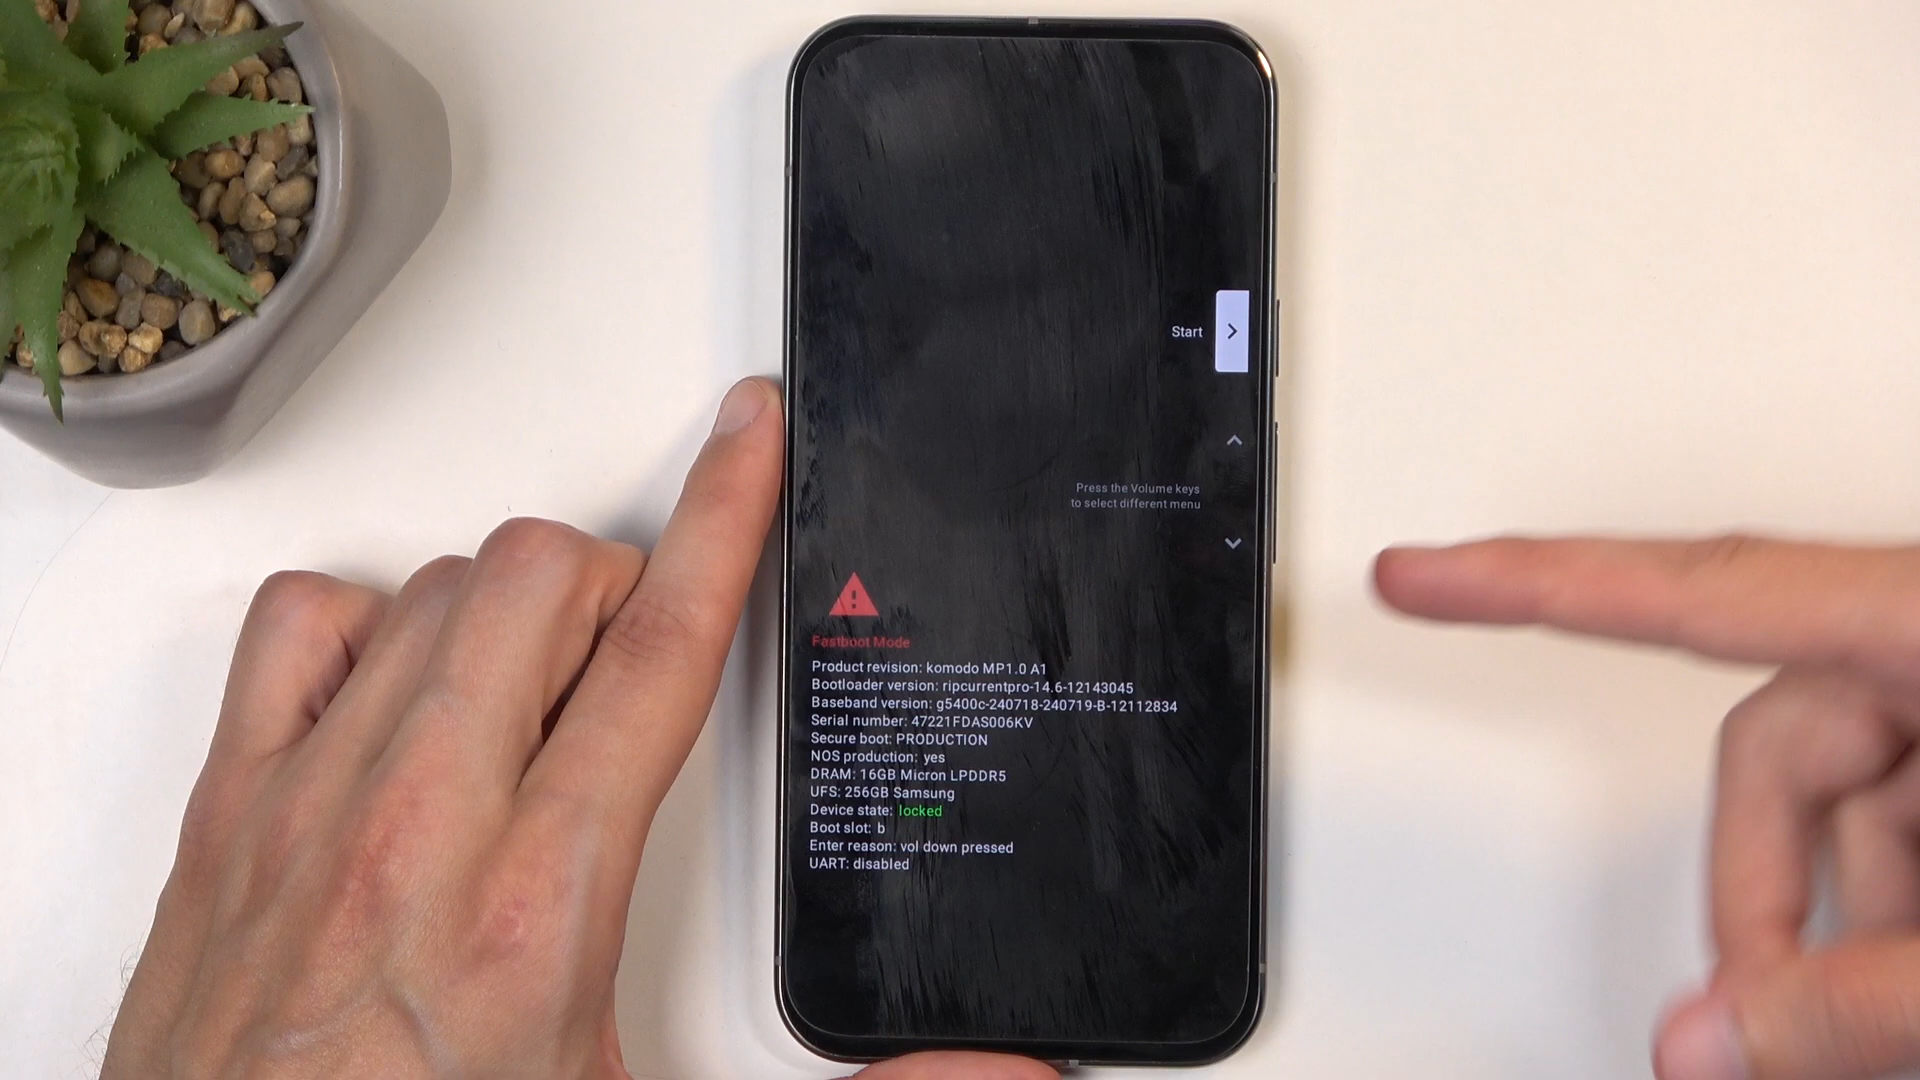 Start
Press the Volume keys
to select different menu
Fastboot Mode
Product revision: komodo MP1.0 A1
Bootloader version: ripcurrentpro-14.6-12143045
Baseband version: g5400c-240718-240719-B-12112834
Serial number: 47221FDAS006KV
Secure boot: PRODUCTION
NOS production: yes
DRAM: 16GB Micron LPDDR5
UFS: 256GB Samsung
Device state: locked
Boot slot: b
Enter reason: vol down pressed
UART: disabled